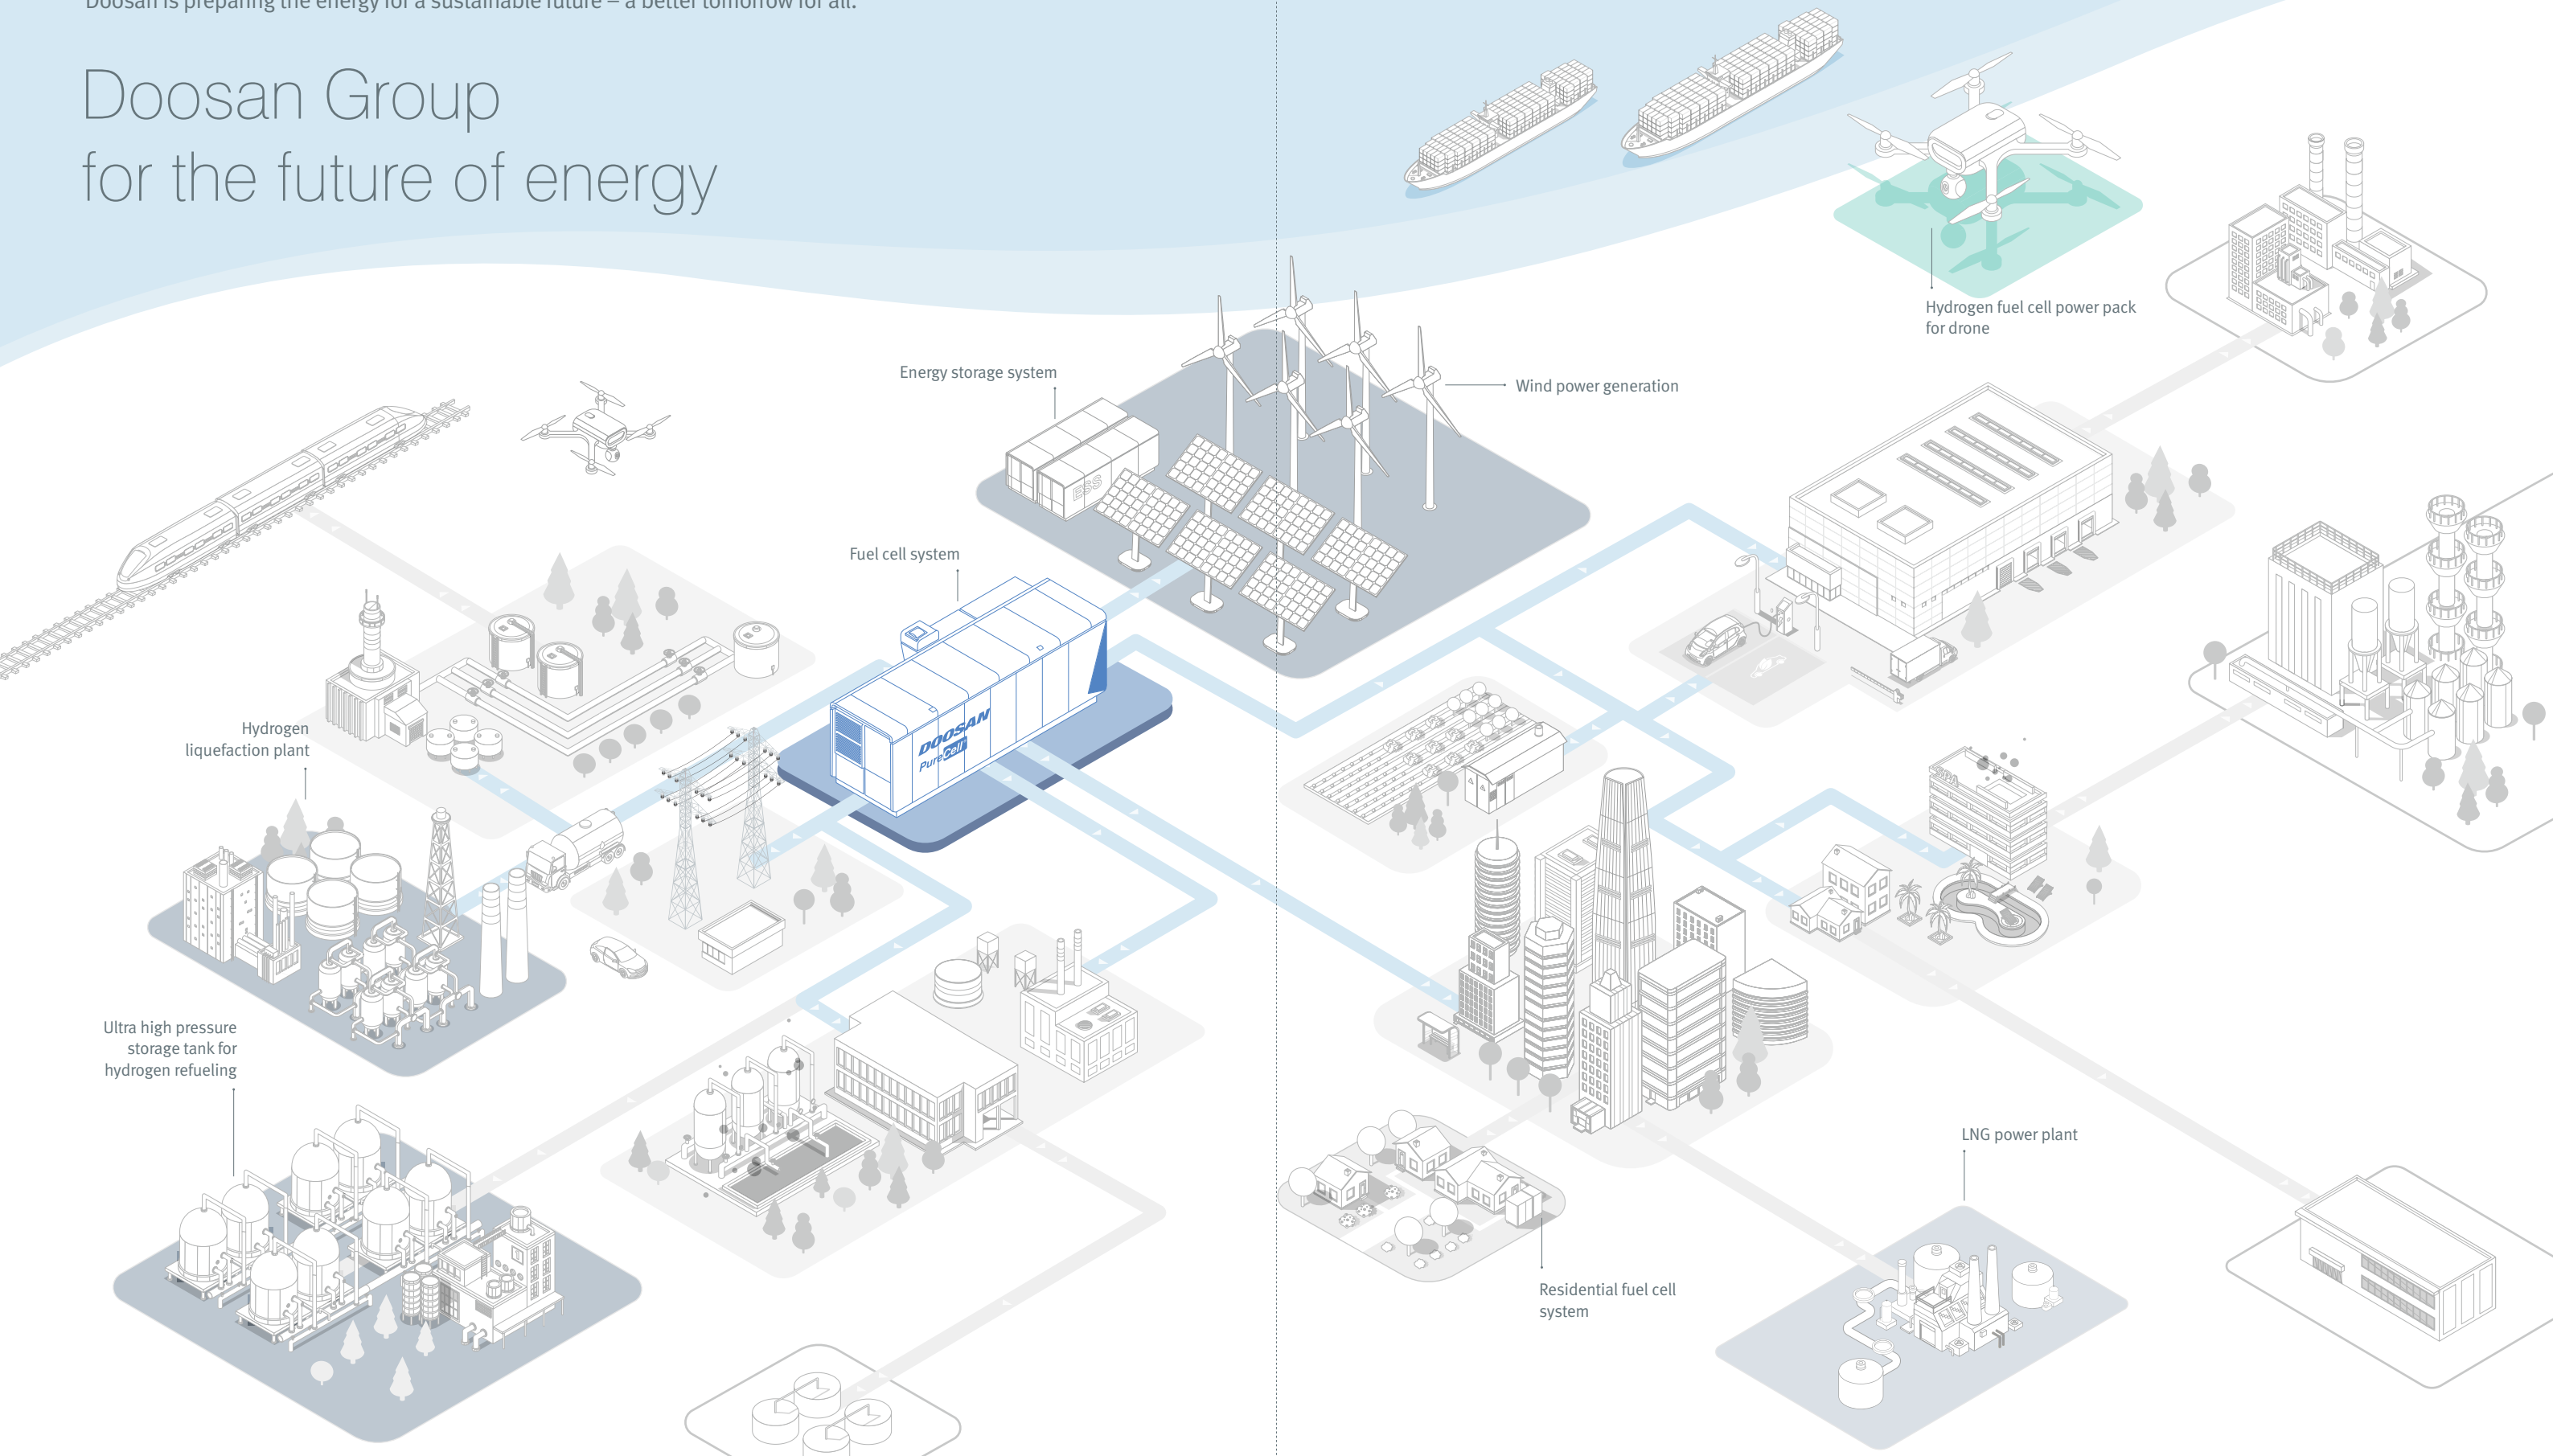 Doosan is preparing the energy for a sustainable future – a better tomorrow for all.
Doosan Group
for the future of energy
Hydrogen fuel cell power pack
for drone
Energy storage system
Wind power generation
ESS
Fuel cell system
DOOSAN
PureCell
Hydrogen
liquefaction plant
SPA
Ultra high pressure
storage tank for
hydrogen refueling
LNG power plant
Residential fuel cell
system